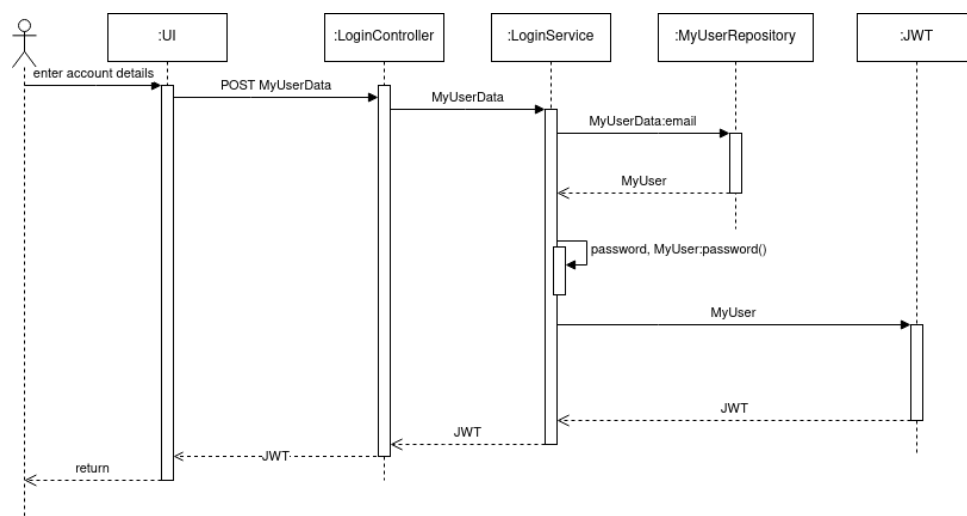 :UI
:LoginController
:LoginService
:MyUserRepository
:JWT
enter account details
POST MyUserData
MyUserData
MyUserData:email
MyUser
password, MyUser:password()
MyUser
JWT
JWT
JWT
return